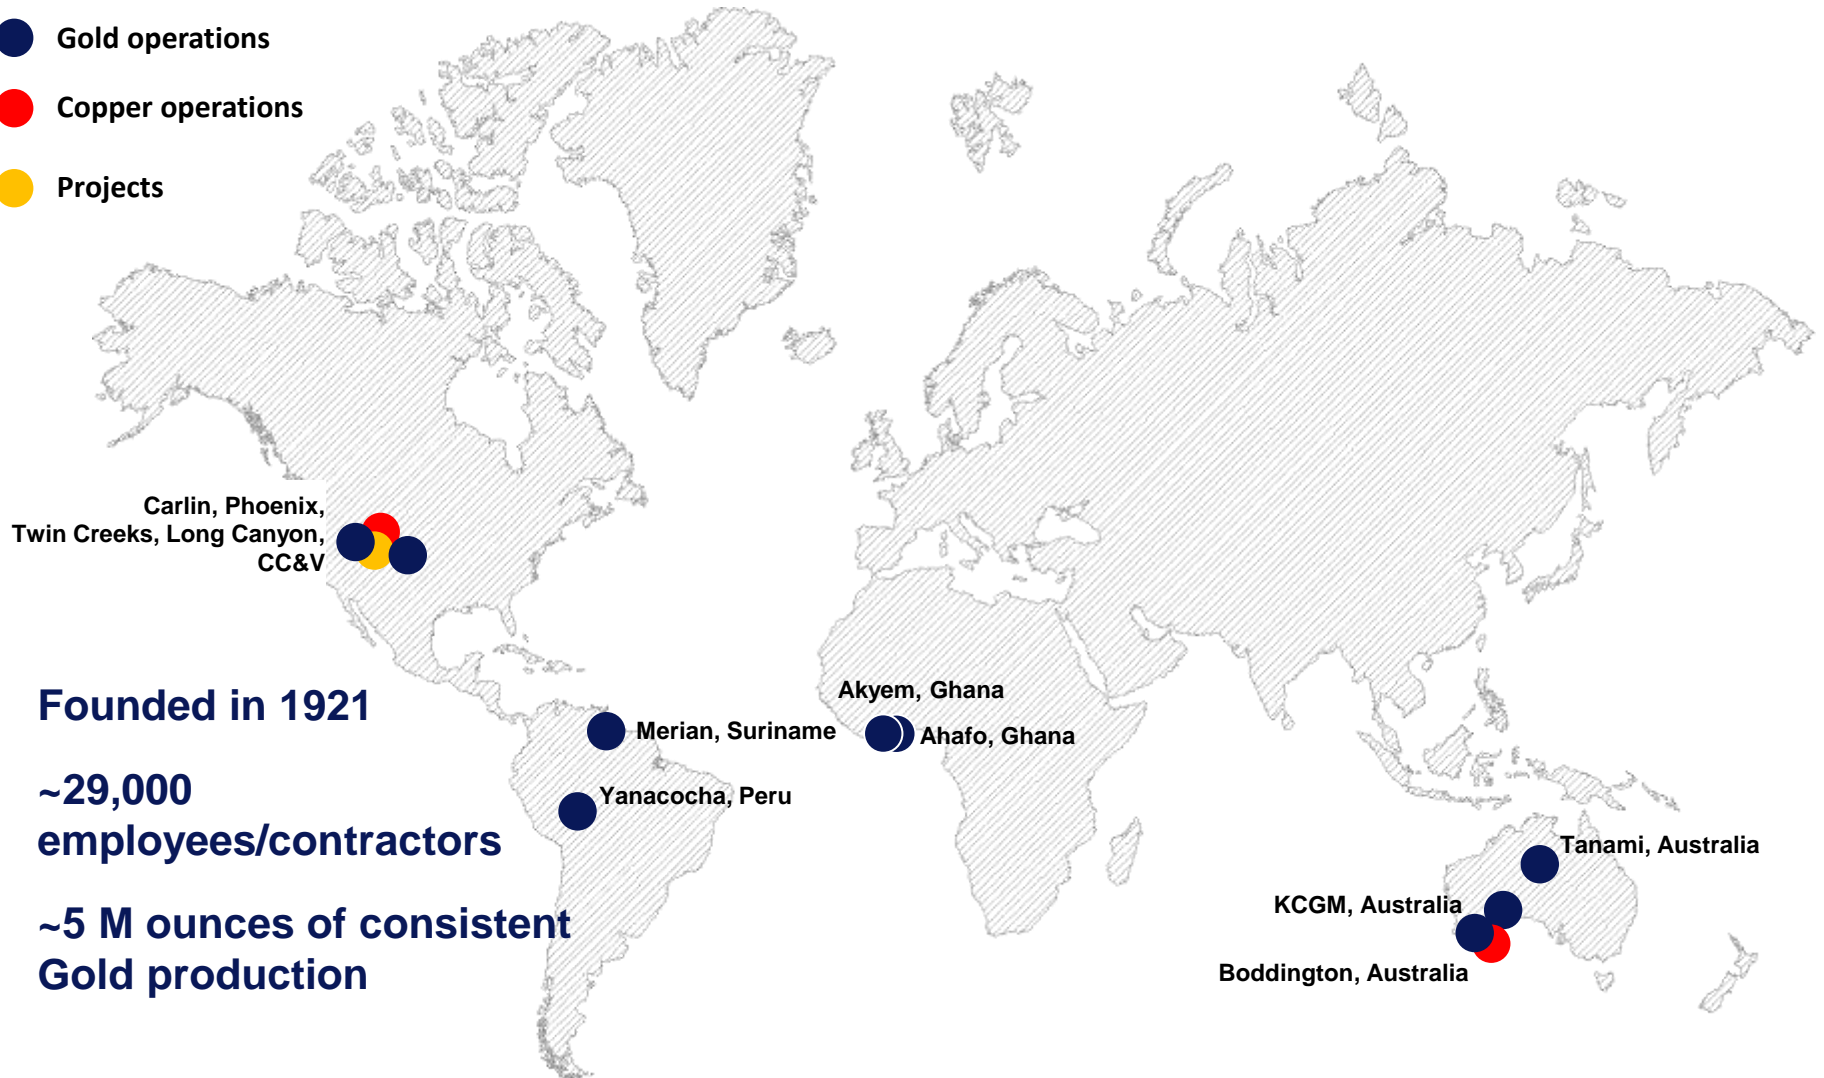 Gold operations
Copper operations
Projects
Carlin, Phoenix,
Twin Creeks, Long Canyon,
CC&V
Founded in 1921
~29,000
employees/contractors
~5 M ounces of consistent
Gold production
Merian, Suriname
Yanacocha, Peru
Akyem, Ghana
Ahafo, Ghana
Tanami, Australia
KCGM, Australia
Boddington, Australia